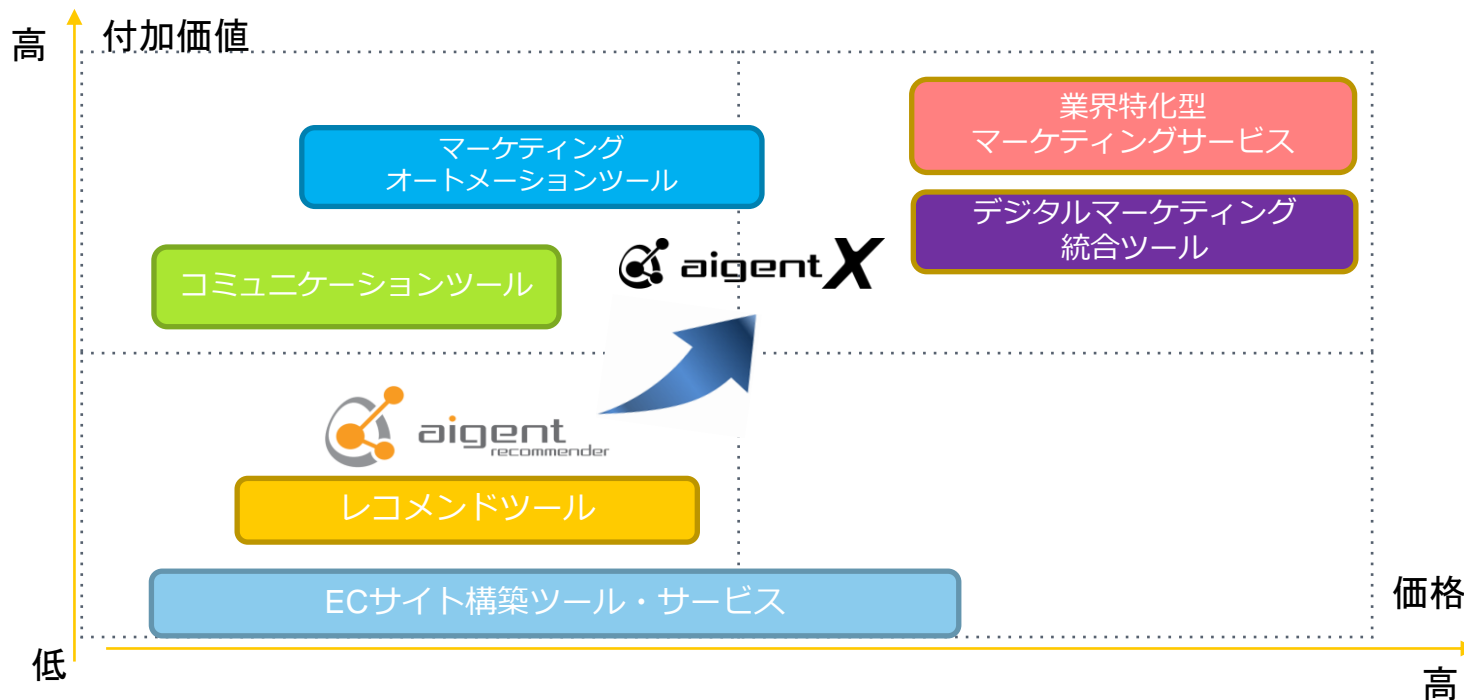 高
付加価値
業界特化型
マーケティングサービス
マーケティング
オートメーションツール
デジタルマーケティング
統合ツール
コミュニケーションツール
aigent X
aigent
recommender
レコメンドツール
ECサイト構築ツール・サービス
価格
低
高